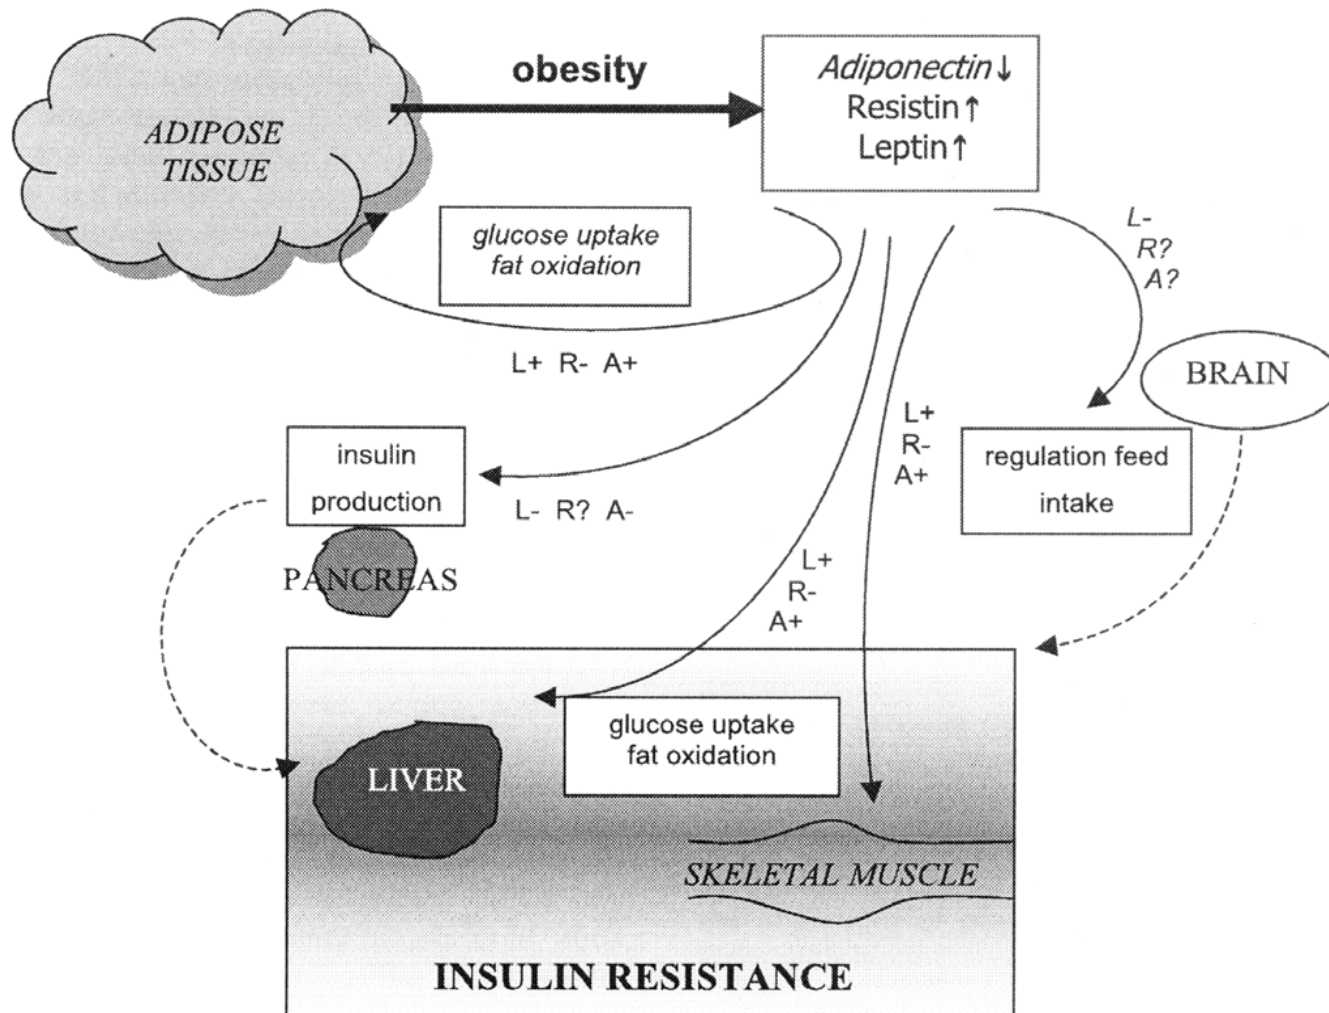 obesity
Adiponectin↓
Resistin↑
Leptin↑
ADIPOSE
TISSUE
glucose uptake
fat oxidation
L+ R- A+
L-
R?
A?
BRAIN
regulation feed
intake
insulin
production
L- R? A-
PANCREAS
L+
R-
A+
L+
R-
A+
glucose uptake
fat oxidation
LIVER
SKELETAL MUSCLE
INSULIN RESISTANCE